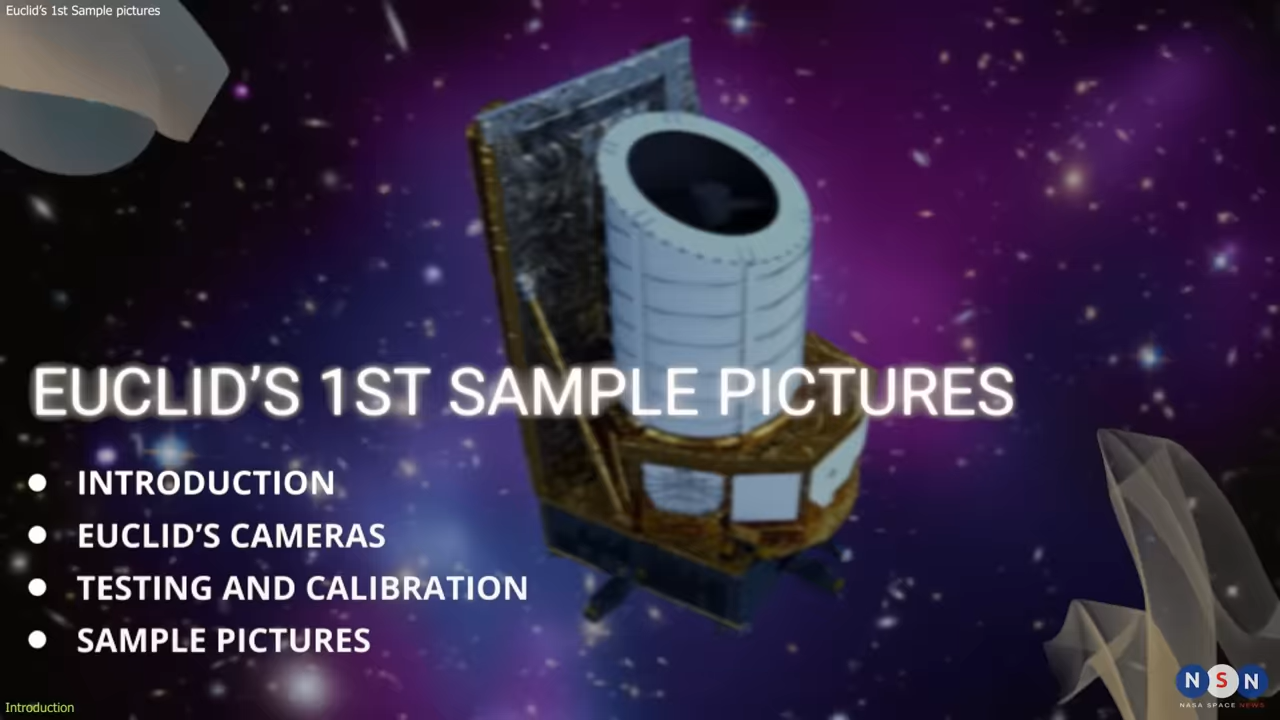 Euclid's 1st Sample pictures
EUCLID'S 1ST SAMPLE PICTURES
● INTRODUCTION
● EUCLID'S CAMERAS
● TESTING AND CALIBRATION
● SAMPLE PICTURES
NSN
NASA SPACE NEWS
Introduction